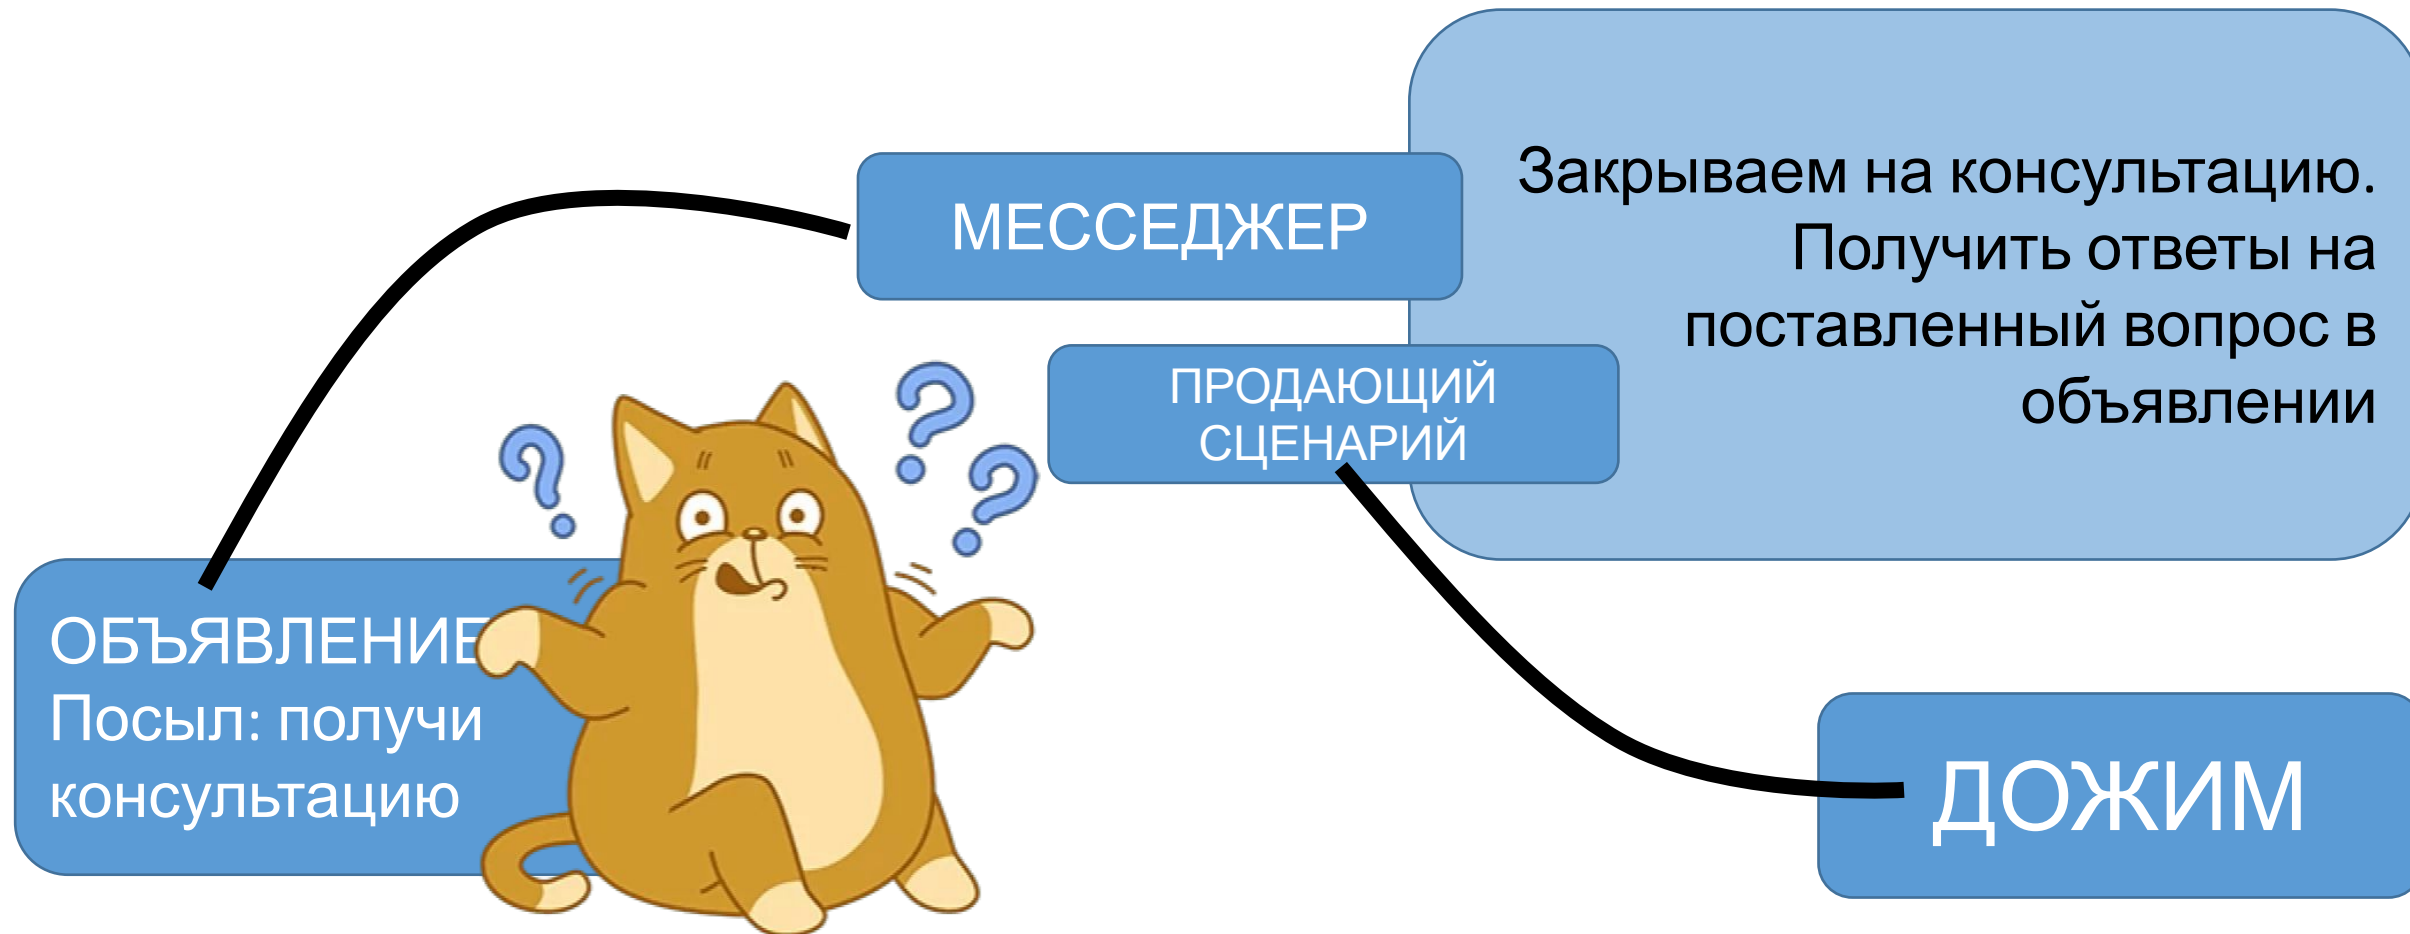 МЕССЕДЖЕР
Закрываем на консультацию.
Получить ответы на
поставленный вопрос в
объявлении
ПРОДАЮЩИЙ
СЦЕНАРИЙ
ОБЪЯВЛЕНИЕ
Посыл: получи
консультацию
ДОЖИМ